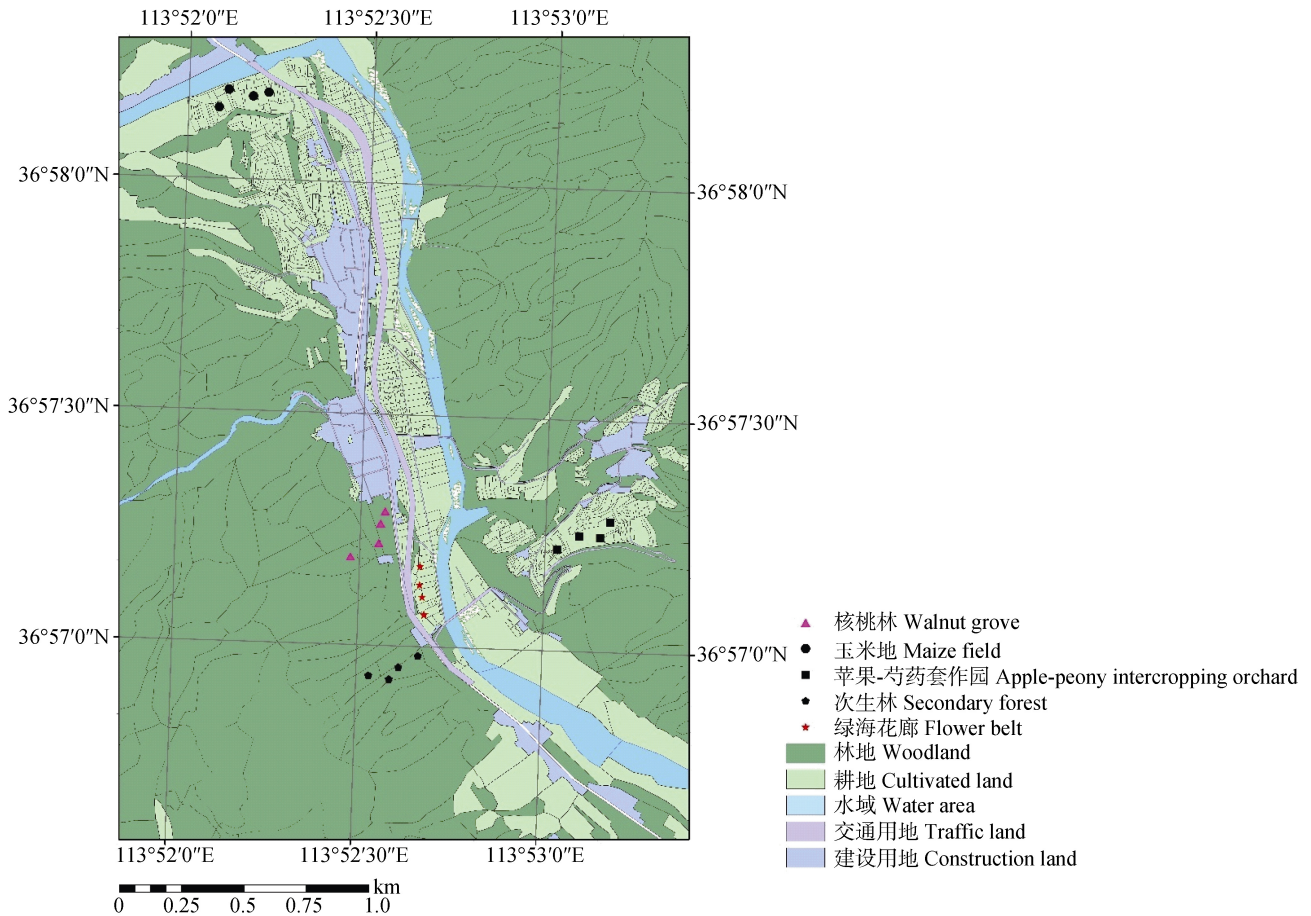 113°52′0″E 113°52′30″E 113°53′0″E
36°58′0″N 36°58′0″N
36°57′30″N 36°57′30″N
36°57′0″N 36°57′0″N
核桃林 Walnut grove
玉米地 Maize field
苹果-芍药套作园 Apple-peony intercropping orchard
次生林 Secondary forest
绿海花廊 Flower belt
林地 Woodland
耕地 Cultivated land
水域 Water area
交通用地 Traffic land
建设用地 Construction land
113°52′0″E 113°52′30″E 113°53′0″E
km
0 0.25 0.5 0.75 1.0